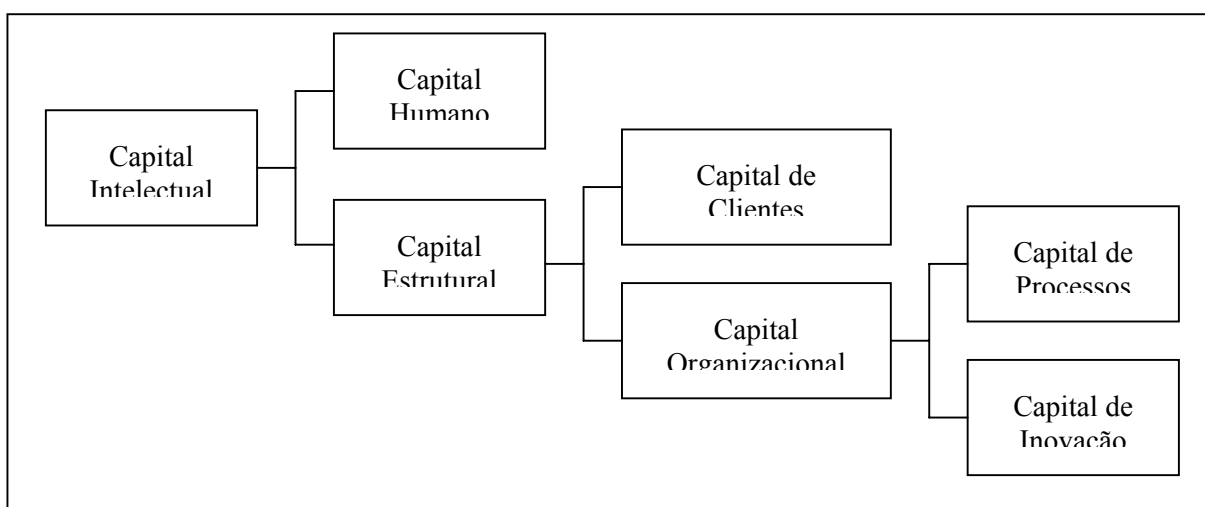 Capital
Humano
Capital
Intelectual
Capital
Estrutural
Capital de
Clientes
Capital
Organizacional
Capital de
Processos
Capital de
Inovação